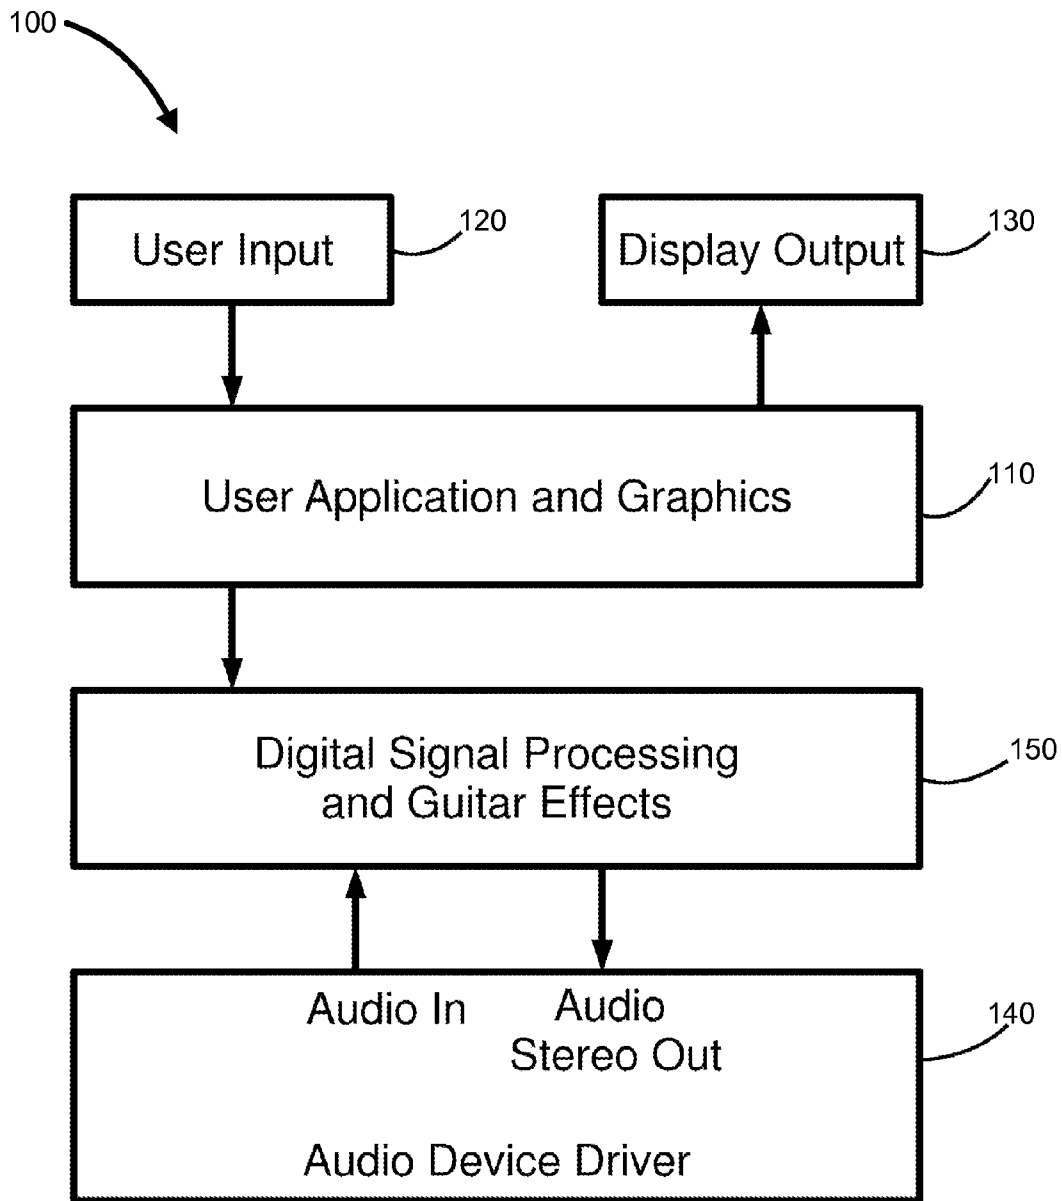 100
User Input
120
Display Output
130
User Application and Graphics
110
Digital Signal Processing
and Guitar Effects
150
Audio In
Audio
Stereo Out
140
Audio Device Driver